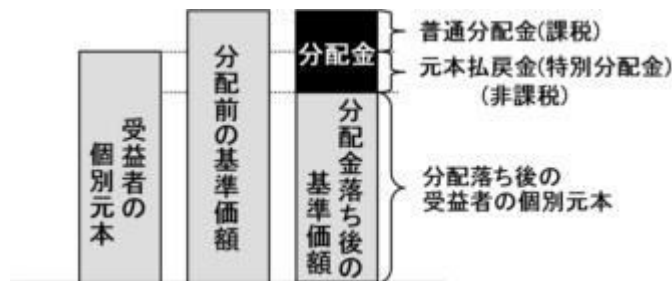 受益者の
個別元本
分配前の基準価額
分配金
分配金落ち後の
基準価額
普通分配金(課税)
元本払戻金(特別分配金)
(非課税)
分配落ち後の
受益者の個別元本